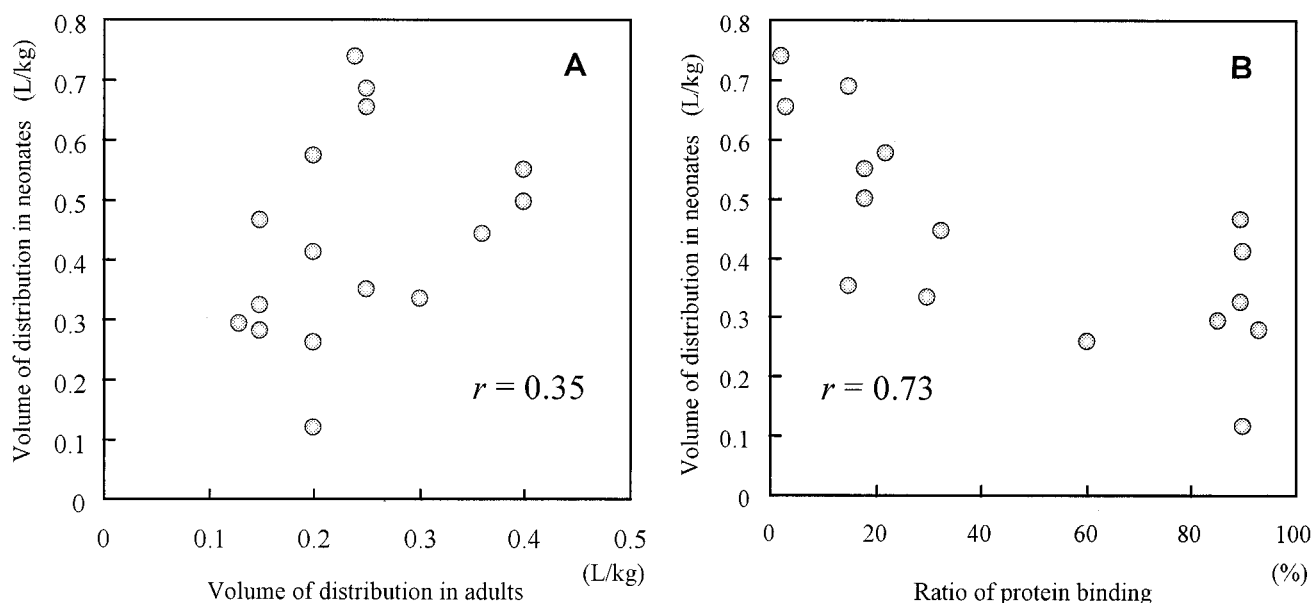 Volume of distribution in neonates (L/kg)
0.8
0.7
0.6
0.5
0.4
0.3
0.2
0.1
0
A
r = 0.35
0 0.1 0.2 0.3 0.4 0.5
(L/kg)
Volume of distribution in adults
Volume of distribution in neonates (L/kg)
0.8
0.7
0.6
0.5
0.4
0.3
0.2
0.1
0
B
r = 0.73
0 20 40 60 80 100
(%)
Ratio of protein binding